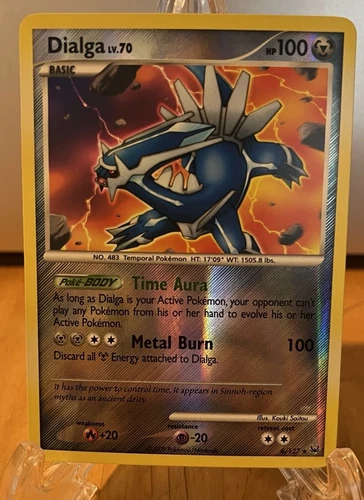 Dialga LV.70 HP 100
BASIC
NO. 483 Temporal Pokémon HT: 17'09" WT: 1505.8 lbs.
Poké-BODY Time Aura
As long as Dialga is your Active Pokémon, your opponent can't
play any Pokémon from his or her hand to evolve his or her
Active Pokémon.
Metal Burn 100
Discard all Energy attached to Dialga.
It has the power to control time. It appears in Sinnoh-region
myths as an ancient deity.
Illus. Kouki Saitou
weakness resistance retreat cost
+20 -20
6/127